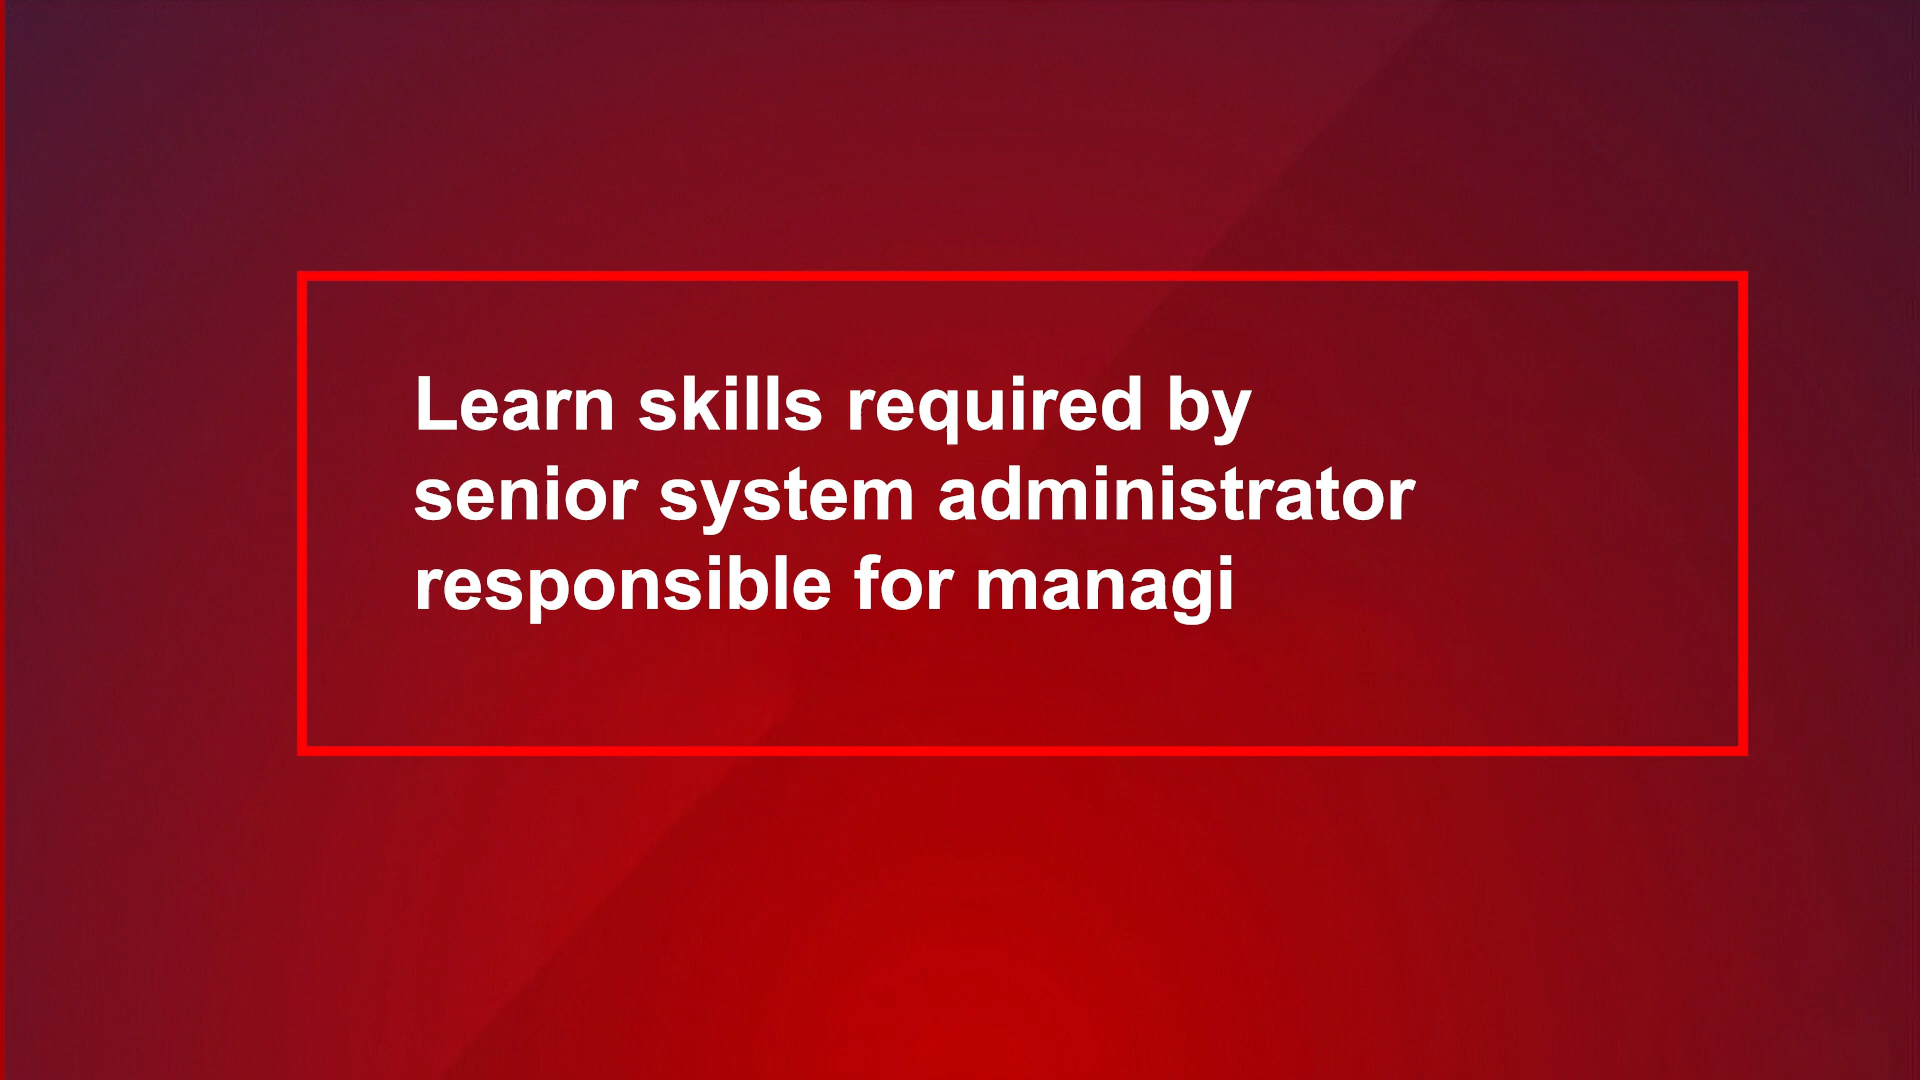 Learn skills required by
senior system administrator
responsible for managi